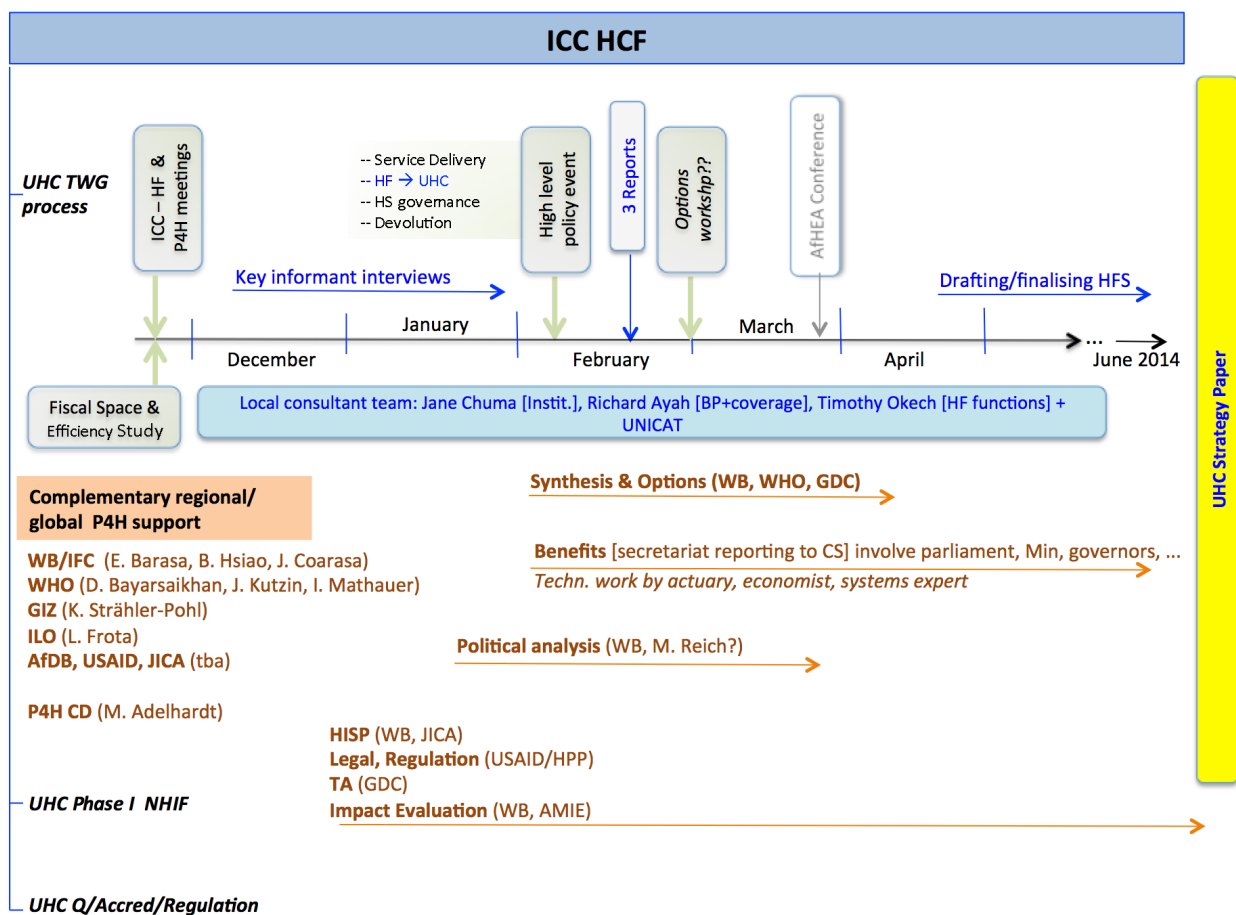 ICC HCF
UHC TWG
process
ICC – HF &
P4H meetings
-- Service Delivery
-- HF → UHC
-- HS governance
-- Devolution
High level
policy event
3 Reports
Options
workshp??
AfHEA Conference
Key informant interviews
Drafting/finalising HFS
December
January
February
March
April
...
June 2014
Fiscal Space &
Efficiency Study
Local consultant team: Jane Chuma [Instit.], Richard Ayah [BP+coverage], Timothy Okech [HF functions] +
UNICAT
UHC Strategy Paper
Complementary regional/
global P4H support
WB/IFC (E. Barasa, B. Hsiao, J. Coarasa)
WHO (D. Bayarsaikhan, J. Kutzin, I. Mathauer)
GIZ (K. Strähler-Pohl)
ILO (L. Frota)
AfDB, USAID, JICA (tba)
P4H CD (M. Adelhardt)
Synthesis & Options (WB, WHO, GDC)
Benefits [secretariat reporting to CS] involve parliament, Min, governors, ...
Techn. work by actuary, economist, systems expert
Political analysis (WB, M. Reich?)
HISP (WB, JICA)
Legal, Regulation (USAID/HPP)
TA (GDC)
Impact Evaluation (WB, AMIE)
UHC Phase I NHIF
UHC Q/Accred/Regulation